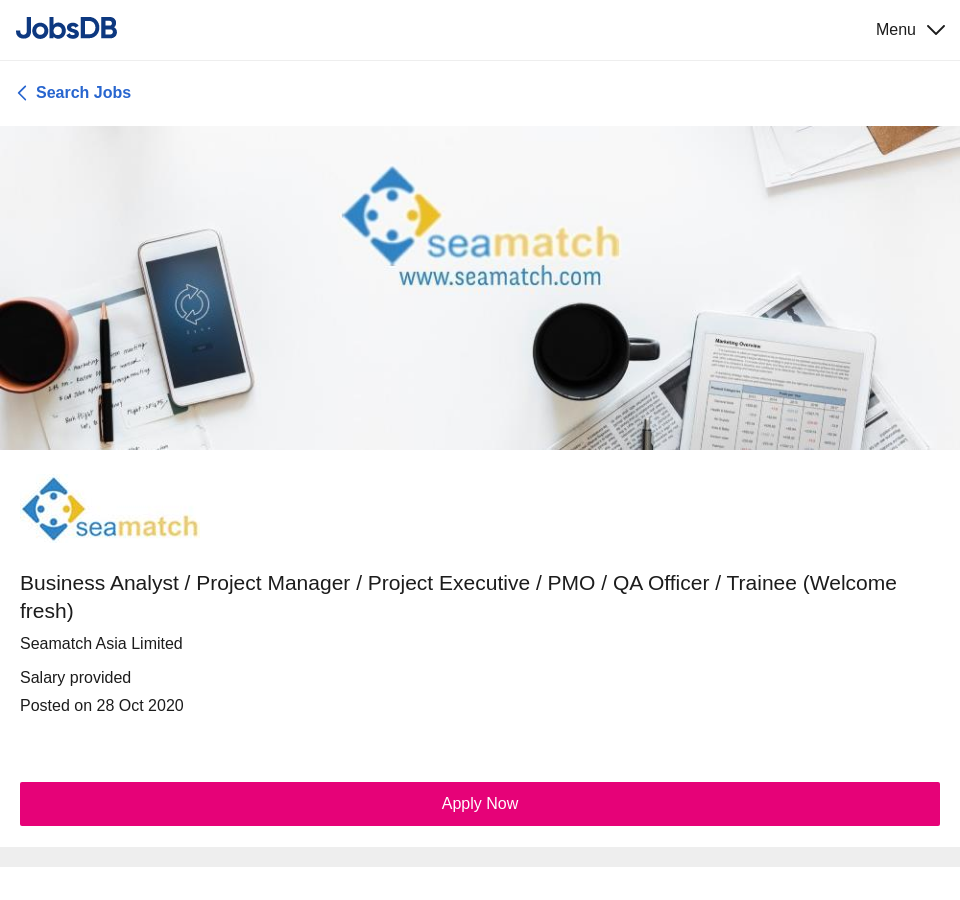 JobsDB
Menu
Search Jobs
seamatch
www.seamatch.com
Marketing Overview
seamatch
Business Analyst / Project Manager / Project Executive / PMO / QA Officer / Trainee (Welcome
fresh)
Seamatch Asia Limited
Salary provided
Posted on 28 Oct 2020
Apply Now